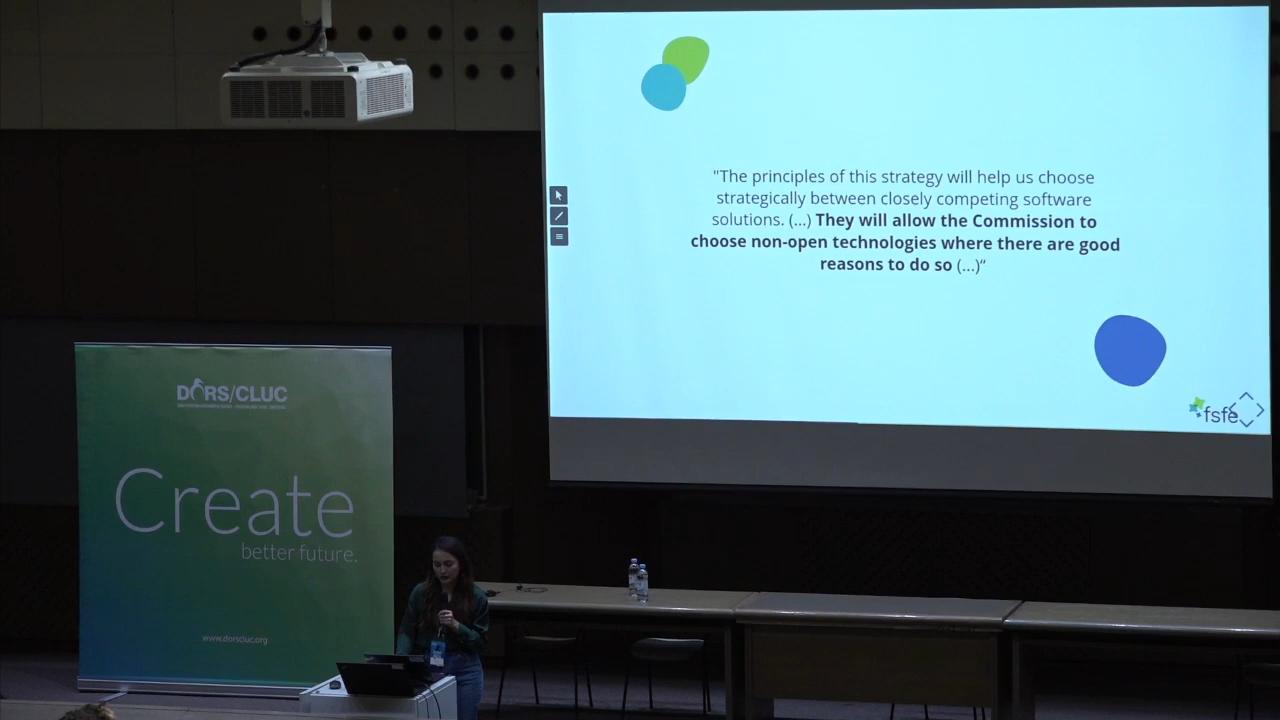 "The principles of this strategy will help us choose
strategically between closely competing software
solutions. (...) They will allow the Commission to
choose non-open technologies where there are good
reasons to do so (...)“
fsfe
DORS/CLUC
Create
better future.
www.dorscluc.org